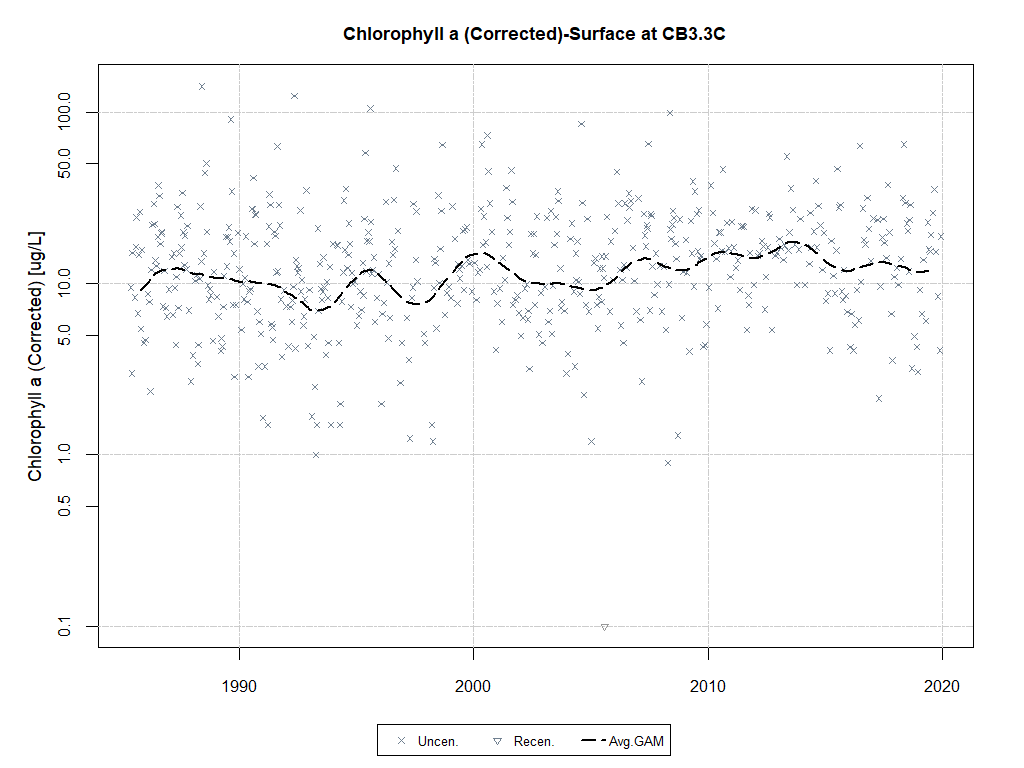 Chlorophyll a (Corrected)-Surface at CB3.3C
Chlorophyll a (Corrected) [ug/L]
100.0
50.0
10.0
5.0
1.0
0.5
0.1
1990 2000 2010 2020
Uncen. Recen. Avg.GAM